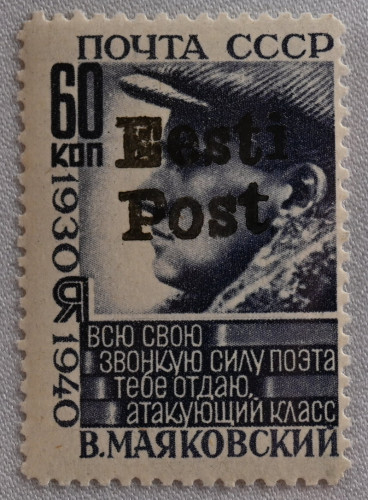 ПОЧТА СССР
60
КОП
Eesti
Post
1930
Я
1940
ВСЮ СВОЮ
ЗВОНКУЮ СИЛУ ПОЭТА
ТЕБЕ ОТДАЮ,
АТАКУЮЩИЙ КЛАСС
В.МАЯКОВСКИЙ